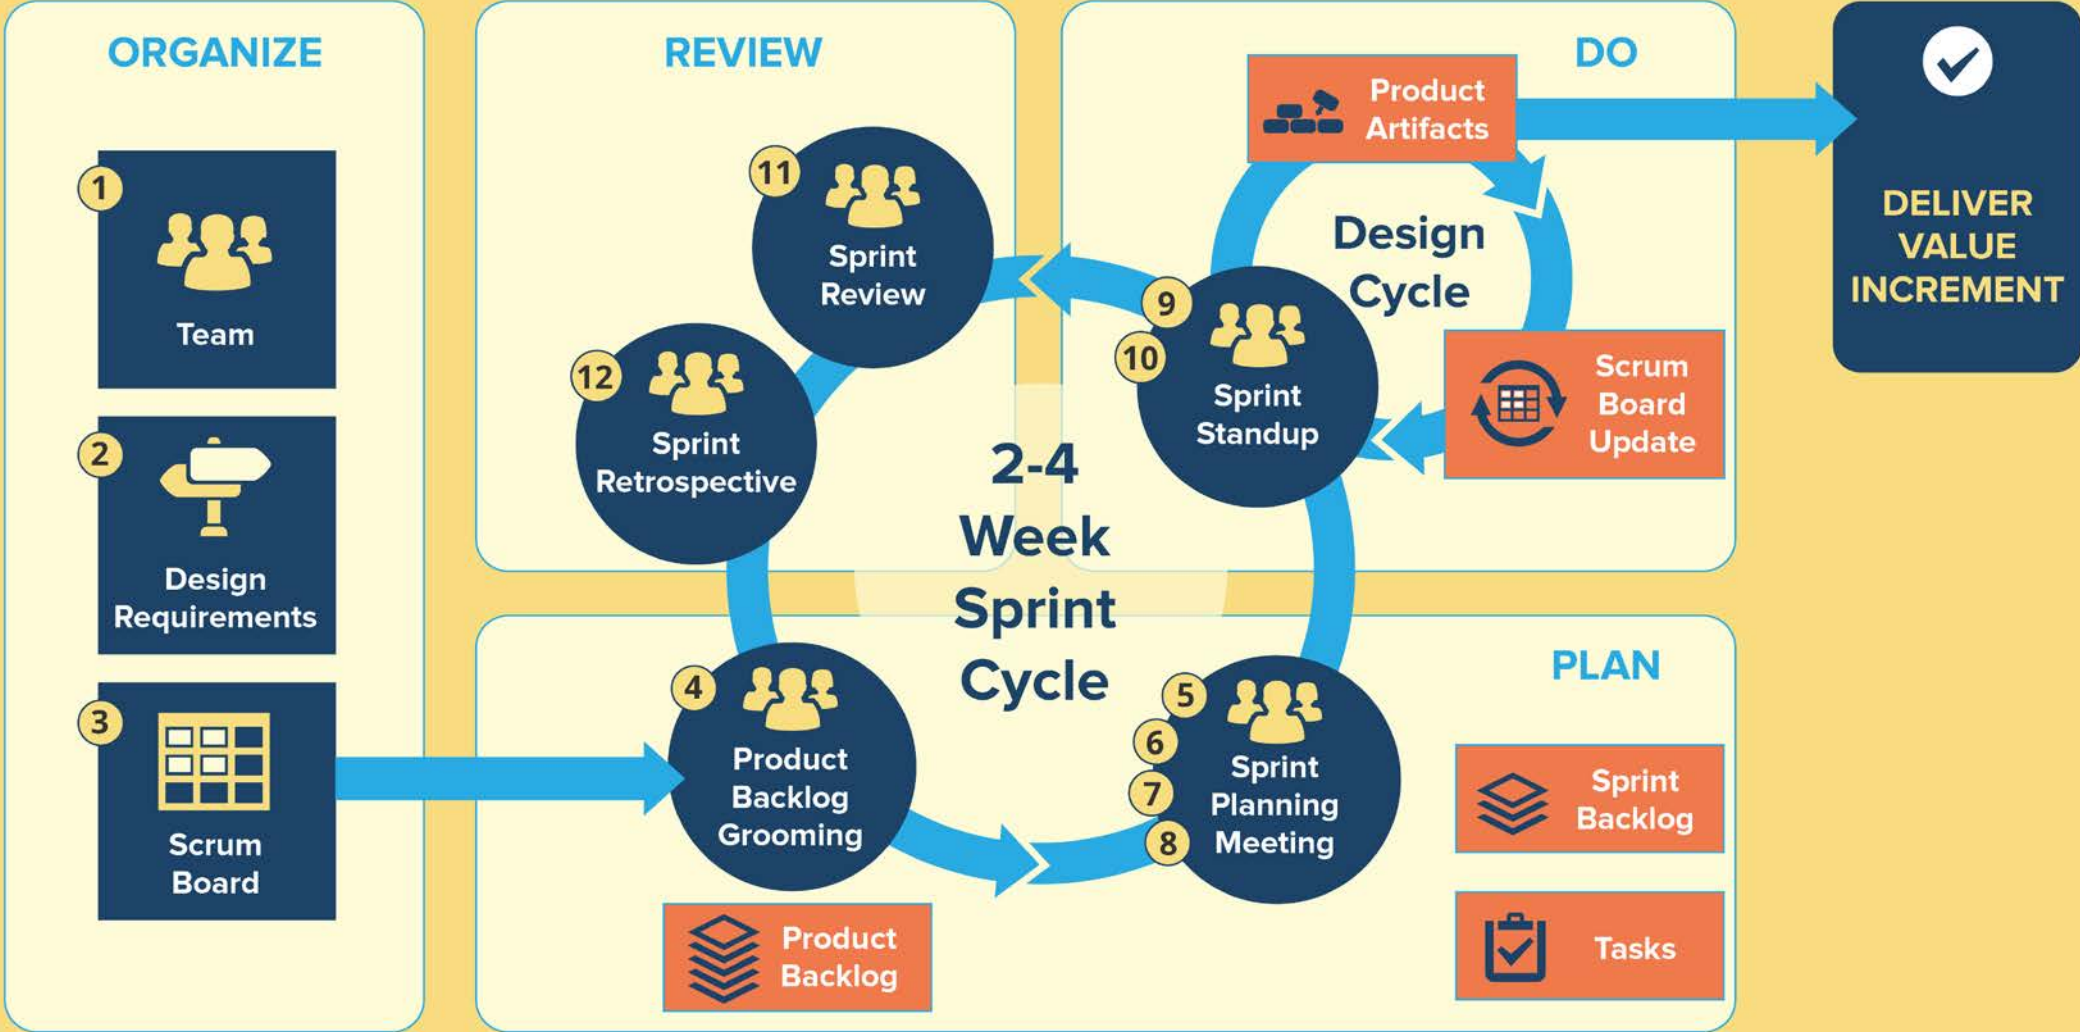 ORGANIZE
1
Team
2
Design
Requirements
3
Scrum
Board
REVIEW
11
Sprint
Review
12
Sprint
Retrospective
DO
Product
Artifacts
Design
Cycle
9
10
Sprint
Standup
Scrum
Board
Update
2-4
Week
Sprint
Cycle
PLAN
4
Product
Backlog
Grooming
Product
Backlog
5
6
7
8
Sprint
Planning
Meeting
Sprint
Backlog
Tasks
DELIVER
VALUE
INCREMENT